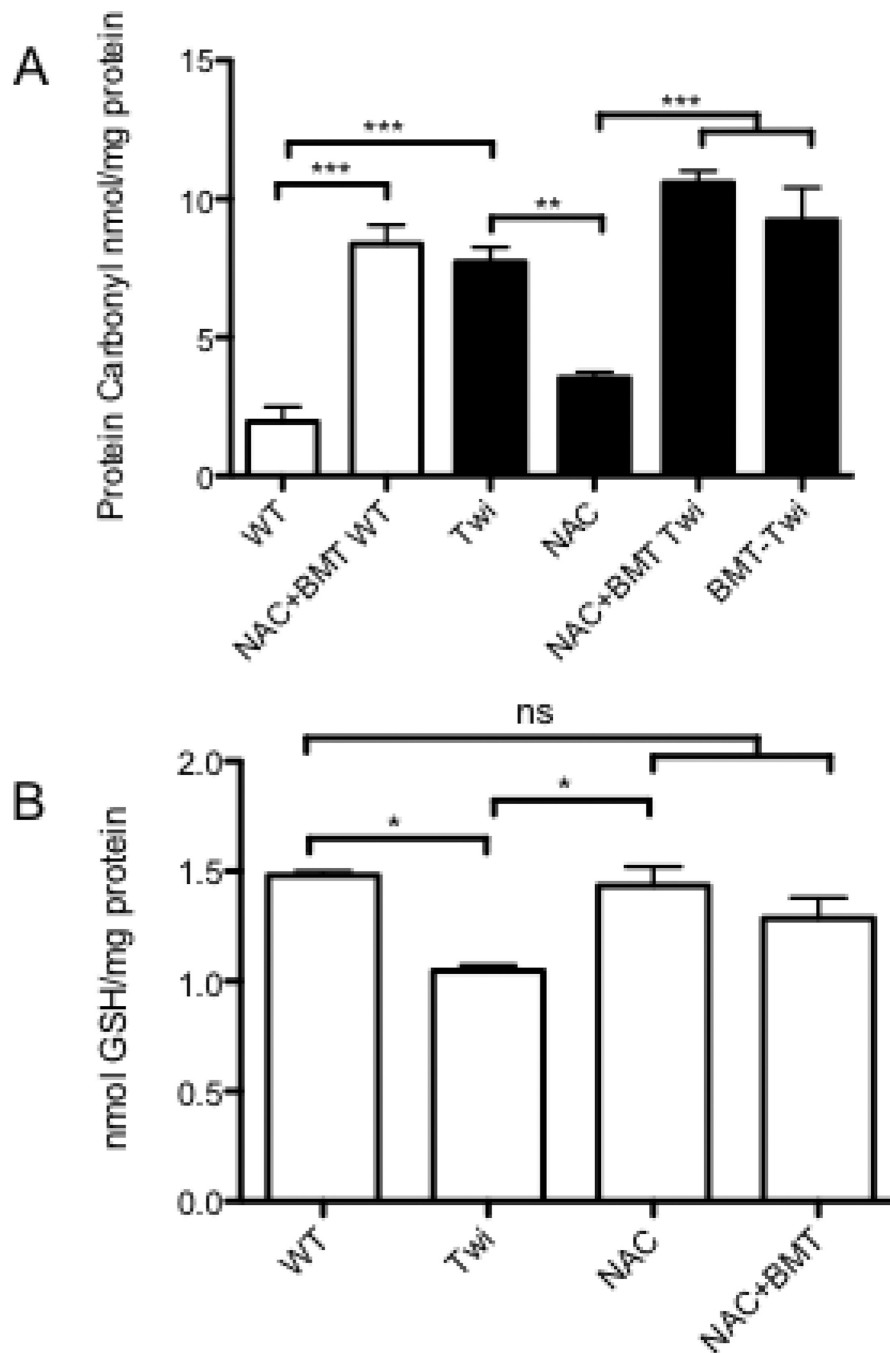 A
Protein Carbonyl nmol/mg protein
15
10
5
0
***
***
**
***
WT
NAC+BMT WT
Twi
NAC
NAC+BMT Twi
BMT-Twi
B
nmol GSH/mg protein
2.0
1.5
1.0
0.5
0.0
ns
*
*
WT
Twi
NAC
NAC+BMT